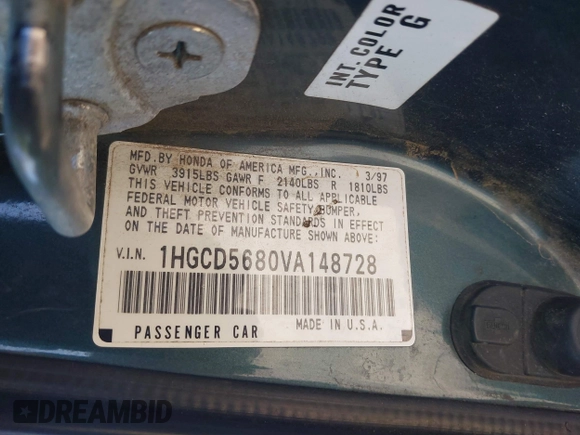 INT. COLOR
TYPE G
MFD.BY HONDA OF AMERICA MFG.,INC. 3/97
GVWR 3915LBS GAWR F 2140LBS R 1810LBS
THIS VEHICLE CONFORMS TO ALL APPLICABLE
FEDERAL MOTOR VEHICLE SAFETY,BUMPER,
AND THEFT PREVENTION STANDARDS IN EFFECT
ON THE DATE OF MANUFACTURE SHOWN ABOVE:
V.I.N. 1HGCD5680VA148728
PASSENGER CAR MADE IN U.S.A.
DREAMBID